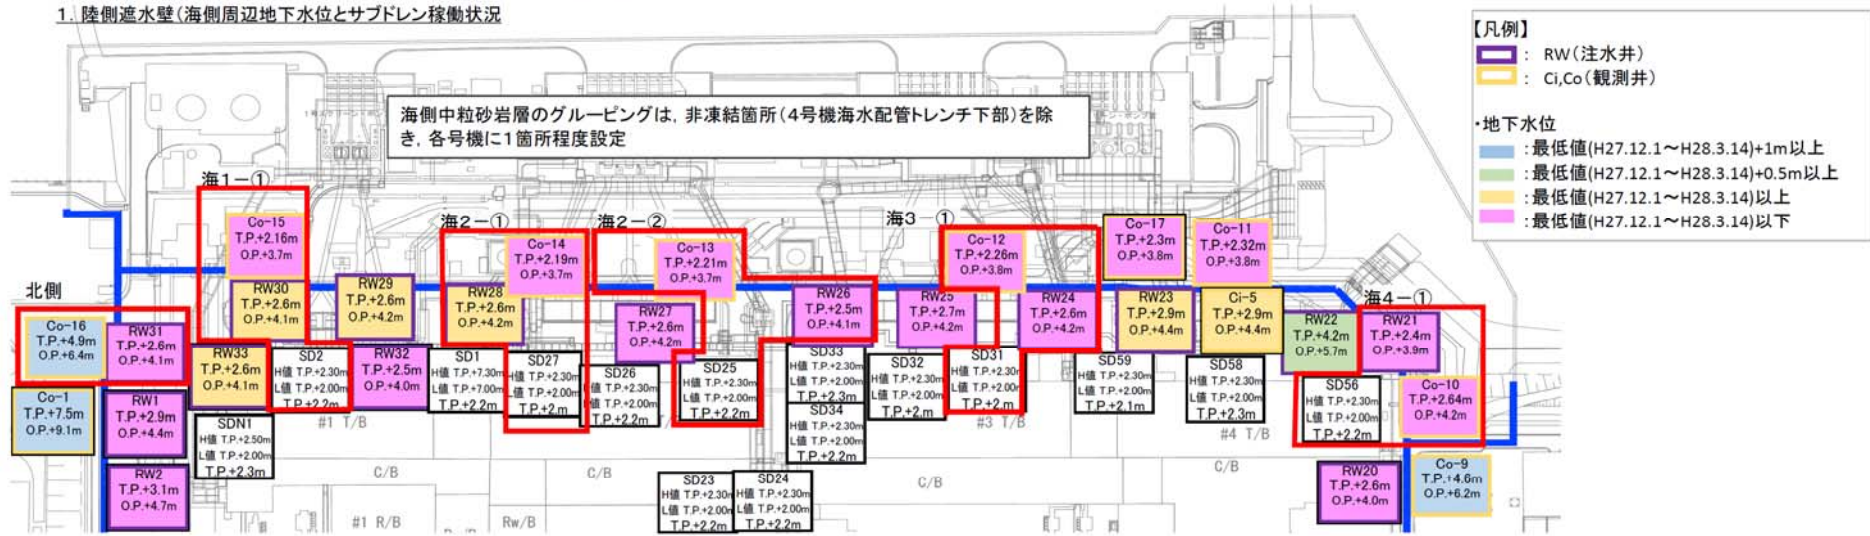 1. 陸側遮水壁(海側周辺地下水位とサブドレン稼働状況
【凡例】
: RW(注水井)
: Ci,Co(観測井)
・地下水位
:最低値(H27.12.1～H28.3.14)+1m以上
:最低値(H27.12.1～H28.3.14)+0.5m以上
:最低値(H27.12.1～H28.3.14)以上
:最低値(H27.12.1～H28.3.14)以下
海側中粒砂岩層のグルーピングは, 非凍結箇所(4号機海水配管トレンチ下部)を除
き, 各号機に1箇所程度設定
海1-①
海2-①
海2-②
海3-①
海4-①
北側
Co-15
T.P.+2.16m
O.P.+3.7m
Co-14
T.P.+2.19m
O.P.+3.7m
Co-13
T.P.+2.21m
O.P.+3.7m
Co-12
T.P.+2.26m
O.P.+3.8m
Co-17
T.P.+2.3m
O.P.+3.8m
Co-11
T.P.+2.32m
O.P.+3.8m
Co-16
T.P.+4.9m
O.P.+6.4m
RW31
T.P.+2.6m
O.P.+4.1m
RW30
T.P.+2.6m
O.P.+4.1m
RW29
T.P.+2.6m
O.P.+4.2m
RW28
T.P.+2.6m
O.P.+4.2m
RW27
T.P.+2.6m
O.P.+4.2m
RW26
T.P.+2.5m
O.P.+4.1m
RW25
T.P.+2.7m
O.P.+4.2m
RW24
T.P.+2.6m
O.P.+4.2m
RW23
T.P.+2.9m
O.P.+4.4m
Ci-5
T.P.+2.9m
O.P.+4.4m
RW22
T.P.+4.2m
O.P.+5.7m
RW21
T.P.+2.4m
O.P.+3.9m
RW33
T.P.+2.6m
O.P.+4.1m
SD2
H値 T.P.+2.30m
L値 T.P.+2.00m
T.P.+2.2m
RW32
T.P.+2.5m
O.P.+4.0m
SD1
H値 T.P.+7.30m
L値 T.P.+7.00m
T.P.+2.2m
SD27
H値 T.P.+2.30m
L値 T.P.+2.00m
T.P.+2.m
SD26
H値 T.P.+2.30m
L値 T.P.+2.00m
T.P.+2.2m
SD25
H値 T.P.+2.30m
L値 T.P.+2.00m
T.P.+2.2m
SD33
H値 T.P.+2.30m
L値 T.P.+2.00m
T.P.+2.3m
SD32
H値 T.P.+2.30m
L値 T.P.+2.00m
T.P.+2.m
SD31
H値 T.P.+2.30m
L値 T.P.+2.00m
T.P.+2.m
SD59
H値 T.P.+2.30m
L値 T.P.+2.00m
T.P.+2.1m
SD58
H値 T.P.+2.30m
L値 T.P.+2.00m
T.P.+2.3m
SD56
H値 T.P.+2.30m
L値 T.P.+2.00m
T.P.+2.2m
Co-10
T.P.+2.64m
O.P.+4.2m
Co-1
T.P.+7.5m
O.P.+9.1m
RW1
T.P.+2.9m
O.P.+4.4m
SDN1
H値 T.P.+2.50m
L値 T.P.+2.00m
T.P.+2.3m
SD34
H値 T.P.+2.30m
L値 T.P.+2.00m
T.P.+2.2m
#1 T/B
#3 T/B
#4 T/B
RW2
T.P.+3.1m
O.P.+4.7m
C/B
C/B
C/B
C/B
SD23
H値 T.P.+2.30m
L値 T.P.+2.00m
T.P.+2.2m
SD24
H値 T.P.+2.30m
L値 T.P.+2.00m
T.P.+2.2m
RW20
T.P.+2.6m
O.P.+4.0m
Co-9
T.P.+4.6m
O.P.+6.2m
#1 R/B
Rw/B